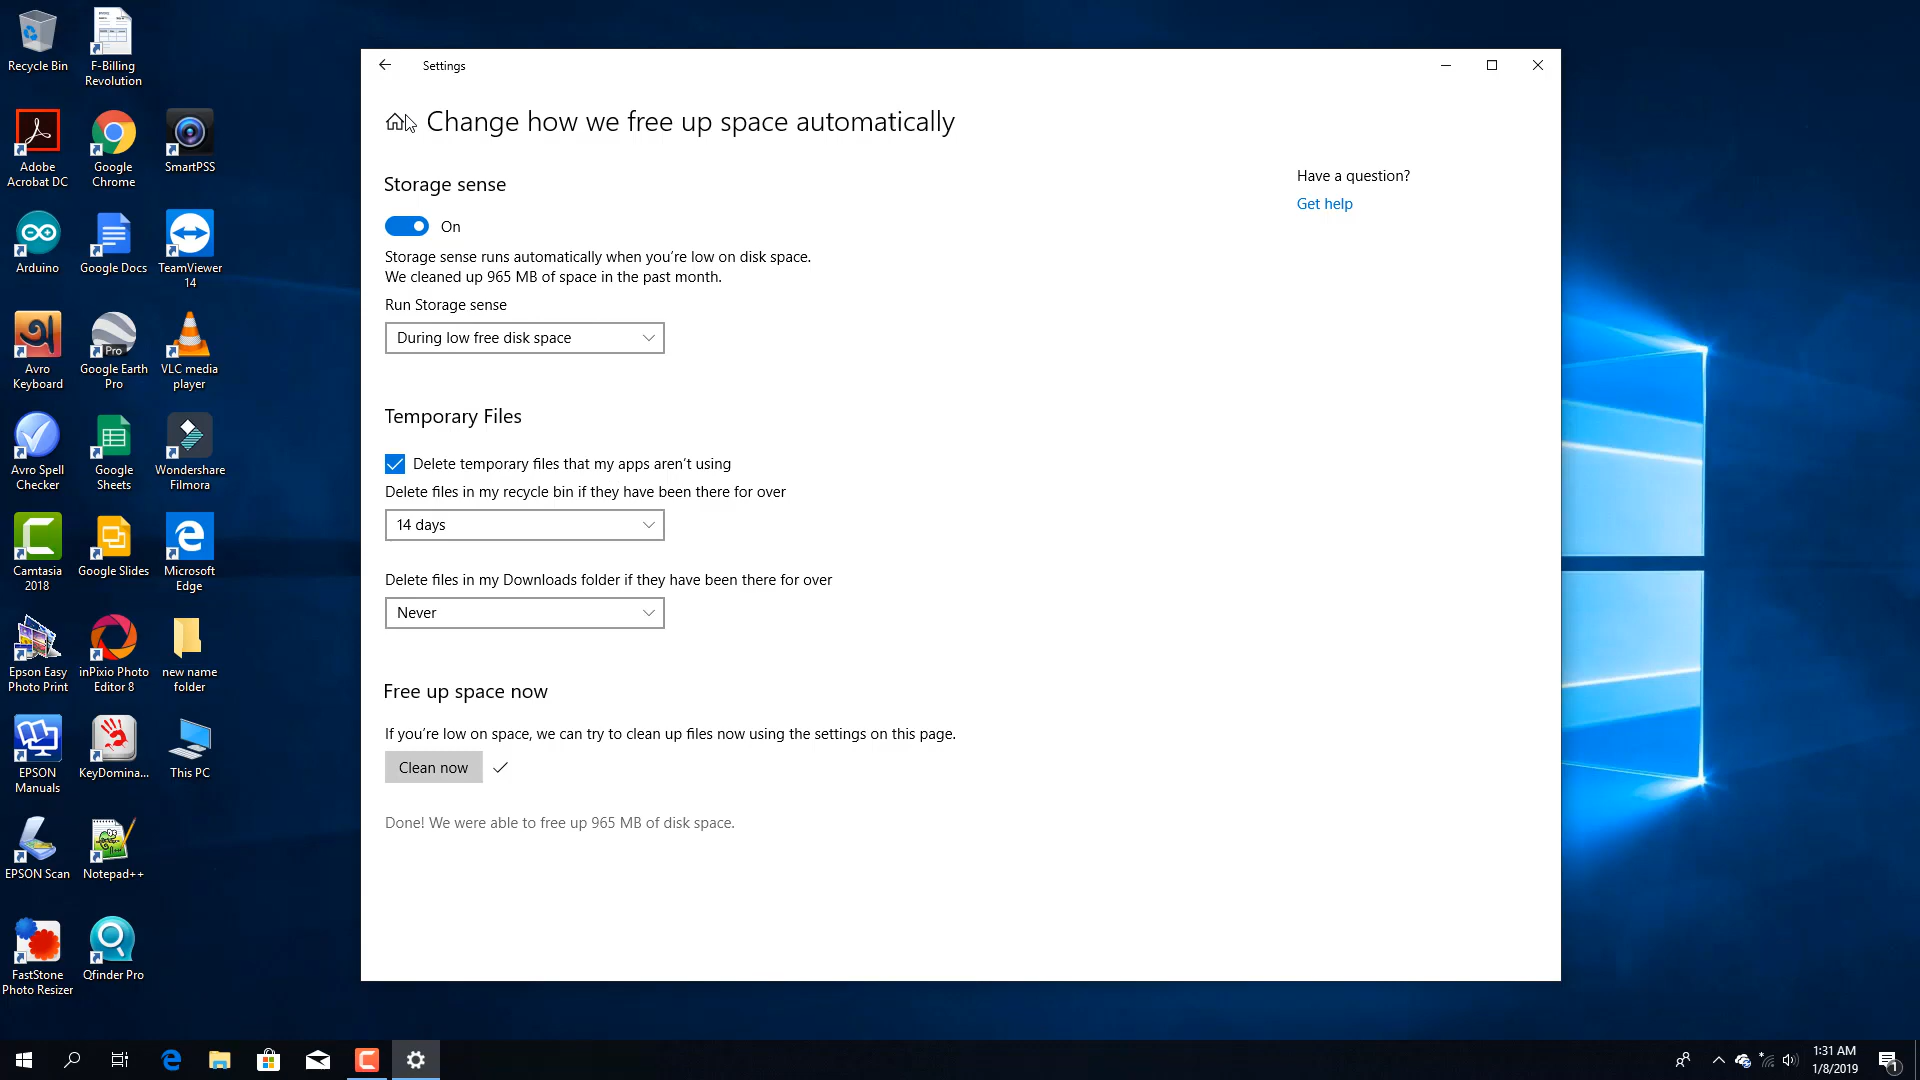 Recycle Bin
F-Billing
Revolution
Adobe
Acrobat DC
Google
Chrome
SmartPSS
Arduino
Google Docs
TeamViewer
14
Avro
Keyboard
Pro
Google Earth
Pro
VLC media
player
Avro Spell
Checker
Google
Sheets
Wondershare
Filmora
Camtasia
2018
Google Slides
Microsoft
Edge
Epson Easy
Photo Print
inPixio Photo
Editor 8
new name
folder
EPSON
Manuals
KeyDomina...
This PC
EPSON Scan
Notepad++
FastStone
Photo Resizer
Qfinder Pro
Settings
Change how we free up space automatically
Storage sense
On
Storage sense runs automatically when you're low on disk space.
We cleaned up 965 MB of space in the past month.
Run Storage sense
During low free disk space
Temporary Files
Delete temporary files that my apps aren't using
Delete files in my recycle bin if they have been there for over
14 days
Delete files in my Downloads folder if they have been there for over
Never
Free up space now
If you're low on space, we can try to clean up files now using the settings on this page.
Clean now
Done! We were able to free up 965 MB of disk space.
Have a question?
Get help
1:31 AM
1/8/2019
1